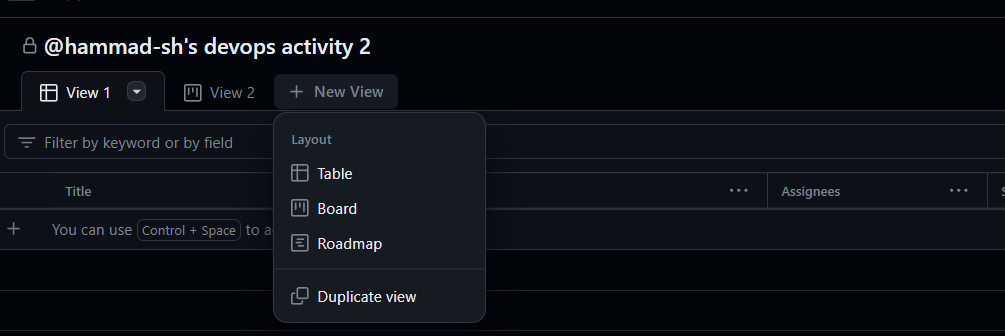 @hammad-sh's devops activity 2
View 1
View 2
New View
Filter by keyword or by field
Layout
Table
Board
Roadmap
Duplicate view
Title
Assignees
You can use Control + Space to